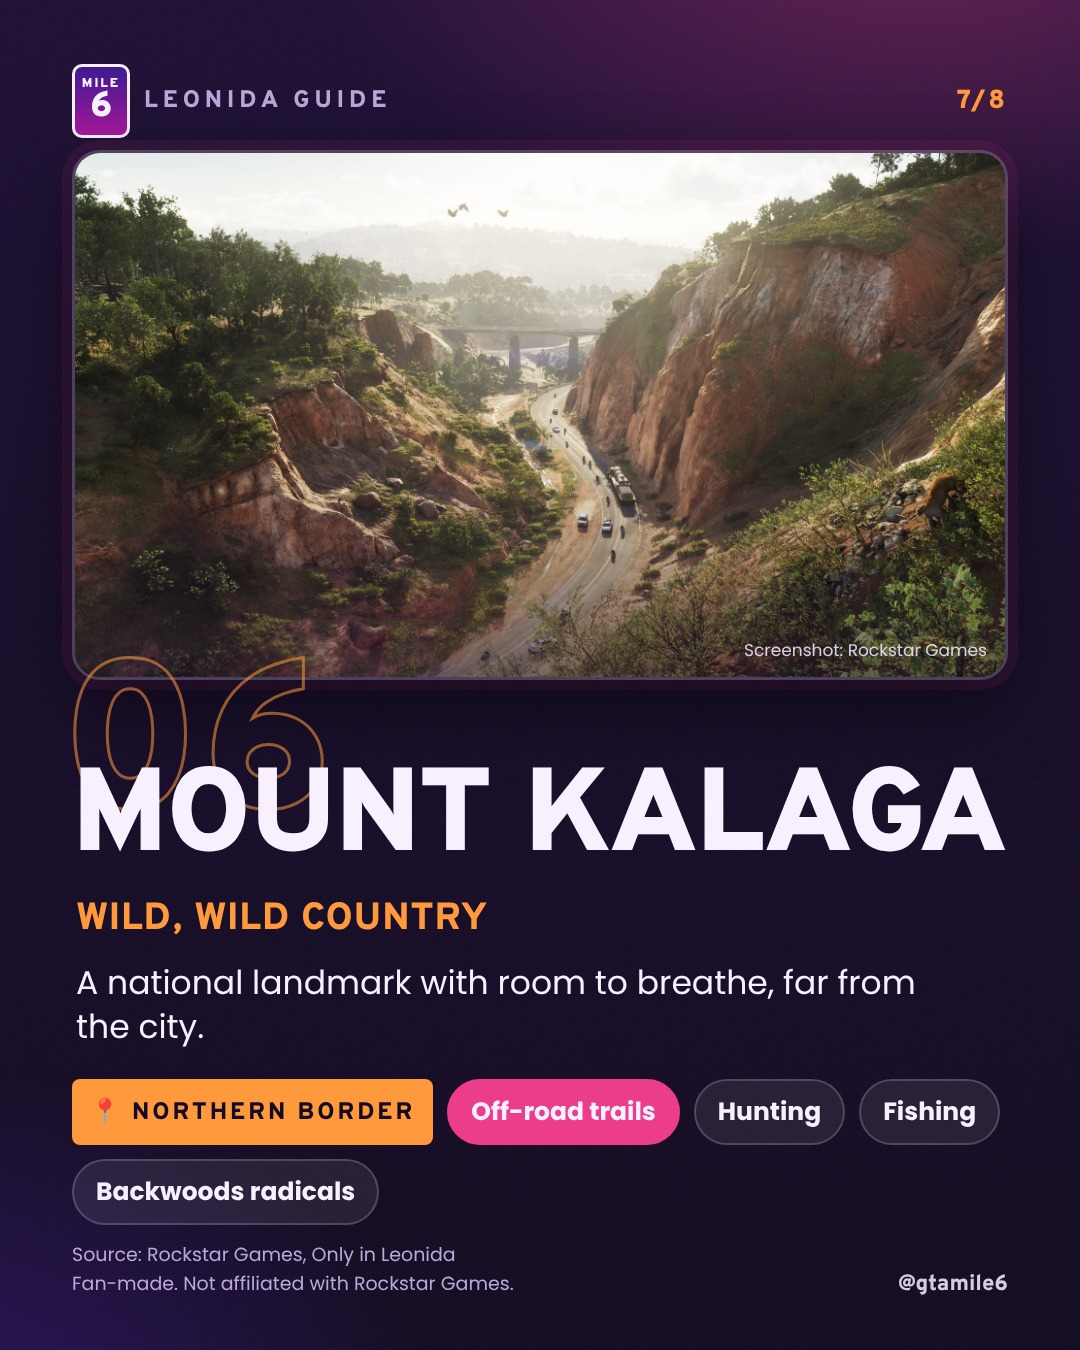 MILE
6
LEONIDA GUIDE
7/8
Screenshot: Rockstar Games
06
MOUNT KALAGA
WILD, WILD COUNTRY
A national landmark with room to breathe, far from
the city.
📍 NORTHERN BORDER
Off-road trails
Hunting
Fishing
Backwoods radicals
Source: Rockstar Games, Only in Leonida
Fan-made. Not affiliated with Rockstar Games.
@gtamile6